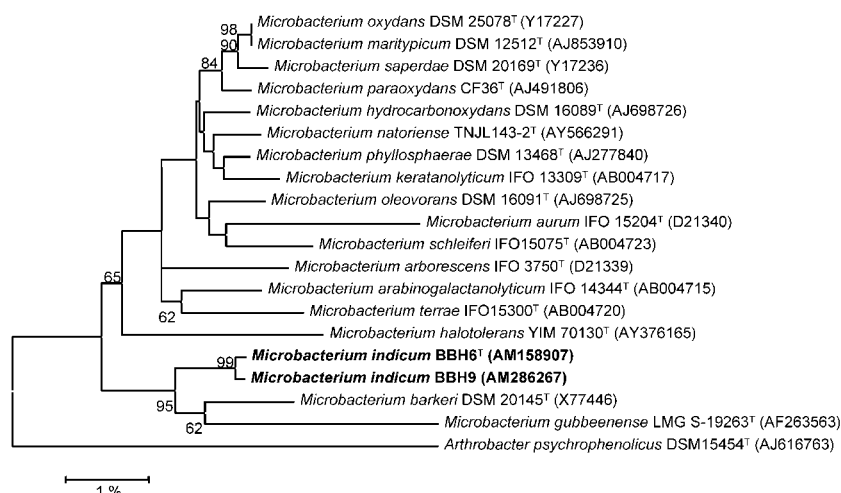 98
Microbacterium oxydans DSM 25078ᵀ (Y17227)
90
Microbacterium maritypicum DSM 12512ᵀ (AJ853910)
84
Microbacterium saperdae DSM 20169ᵀ (Y17236)
Microbacterium paraoxydans CF36ᵀ (AJ491806)
Microbacterium hydrocarbonoxydans DSM 16089ᵀ (AJ698726)
Microbacterium natoriense TNJL143-2ᵀ (AY566291)
Microbacterium phyllosphaerae DSM 13468ᵀ (AJ277840)
Microbacterium keratanolyticum IFO 13309ᵀ (AB004717)
Microbacterium oleovorans DSM 16091ᵀ (AJ698725)
Microbacterium aurum IFO 15204ᵀ (D21340)
Microbacterium schleiferi IFO15075ᵀ (AB004723)
Microbacterium arborescens IFO 3750ᵀ (D21339)
65
Microbacterium arabinogalactanolyticum IFO 14344ᵀ (AB004715)
62
Microbacterium terrae IFO15300ᵀ (AB004720)
Microbacterium halotolerans YIM 70130ᵀ (AY376165)
99
Microbacterium indicum BBH6ᵀ (AM158907)
Microbacterium indicum BBH9 (AM286267)
95
Microbacterium barkeri DSM 20145ᵀ (X77446)
62
Microbacterium gubbeenense LMG S-19263ᵀ (AF263563)
Arthrobacter psychrophenolicus DSM15454ᵀ (AJ616763)
1 %